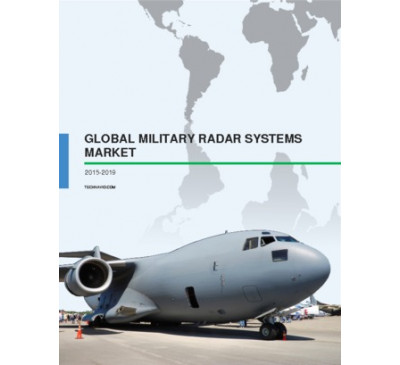 GLOBAL MILITARY RADAR SYSTEMS
MARKET
2015-2019
TECHNAVIO.COM